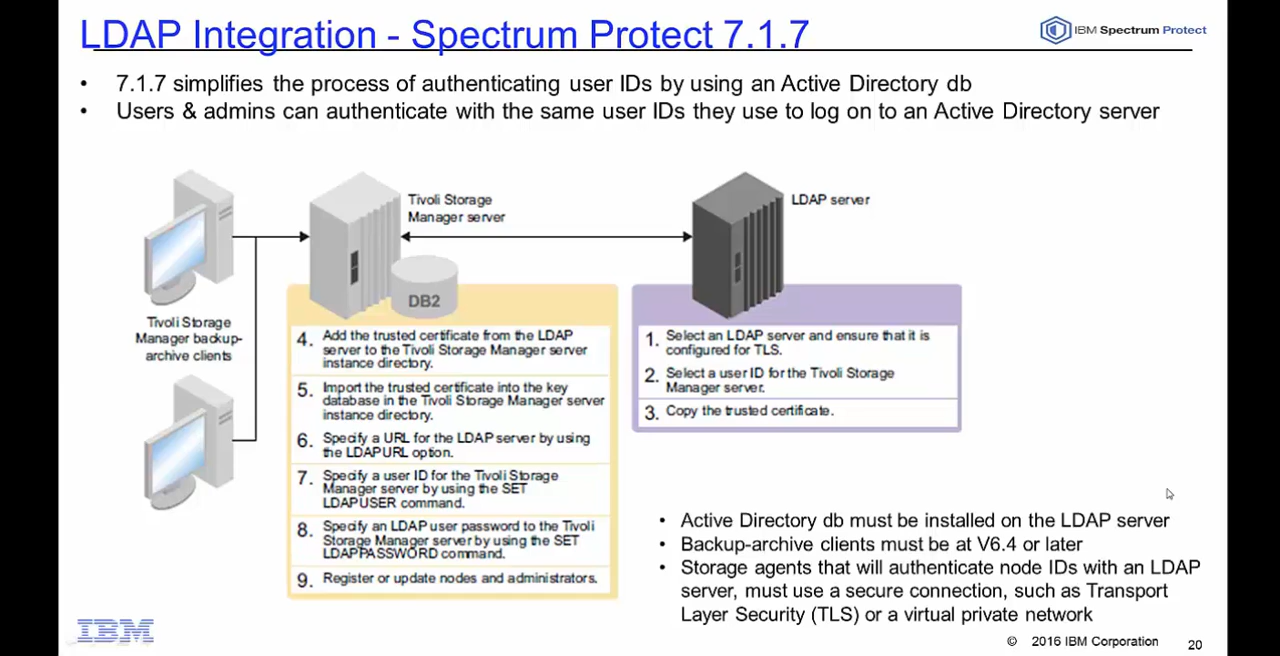 LDAP Integration - Spectrum Protect 7.1.7
IBM Spectrum Protect
• 7.1.7 simplifies the process of authenticating user IDs by using an Active Directory db
• Users & admins can authenticate with the same user IDs they use to log on to an Active Directory server
Tivoli Storage
Manager server
LDAP server
DB2
Tivoli Storage
Manager backup-
archive clients
4. Add the trusted certificate from the LDAP
server to the Tivoli Storage Manager server
instance directory.
5. Import the trusted certificate into the key
database in the Tivoli Storage Manager server
instance directory.
6. Specify a URL for the LDAP server by using
the LDAPURL option.
7. Specify a user ID for the Tivoli Storage
Manager server by using the SET
LDAPUSER command.
8. Specify an LDAP user password to the Tivoli
Storage Manager server by using the SET
LDAPPASSWORD command.
9. Register or update nodes and administrators.
1. Select an LDAP server and ensure that it is
configured for TLS.
2. Select a user ID for the Tivoli Storage
Manager server.
3. Copy the trusted certificate.
• Active Directory db must be installed on the LDAP server
• Backup-archive clients must be at V6.4 or later
• Storage agents that will authenticate node IDs with an LDAP
server, must use a secure connection, such as Transport
Layer Security (TLS) or a virtual private network
IBM
© 2016 IBM Corporation
20